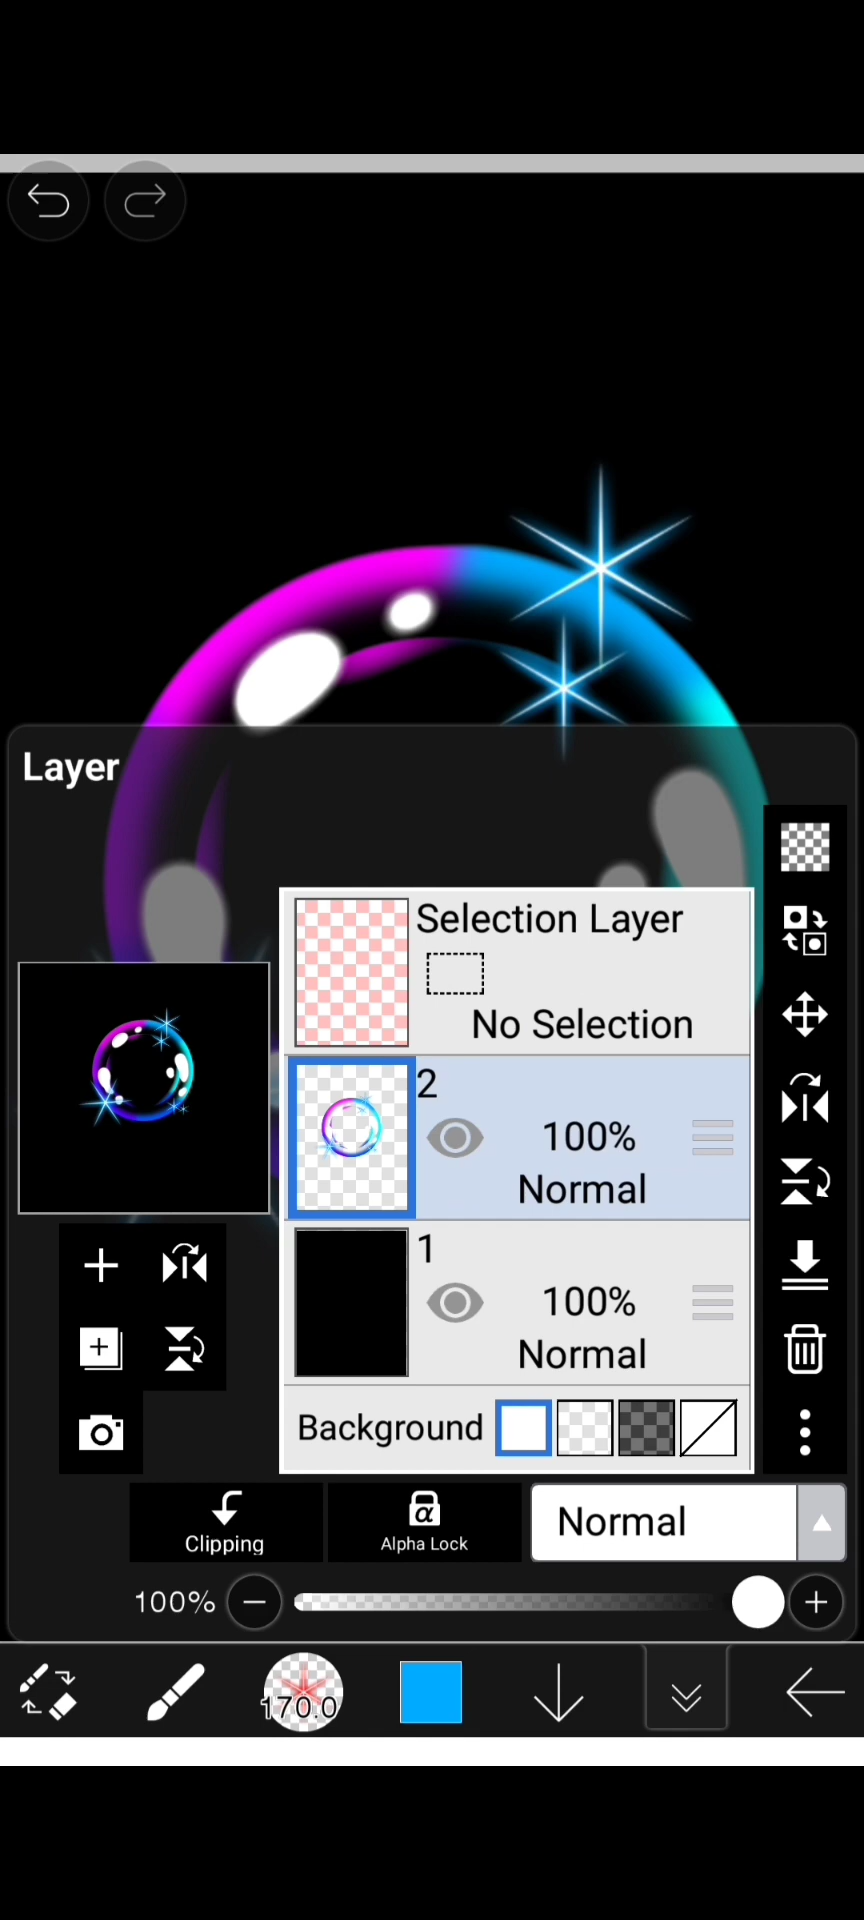 Layer
Selection Layer
No Selection
2
100%
Normal
1
100%
Normal
Background
Clipping
α
Alpha Lock
Normal
100%
170.0